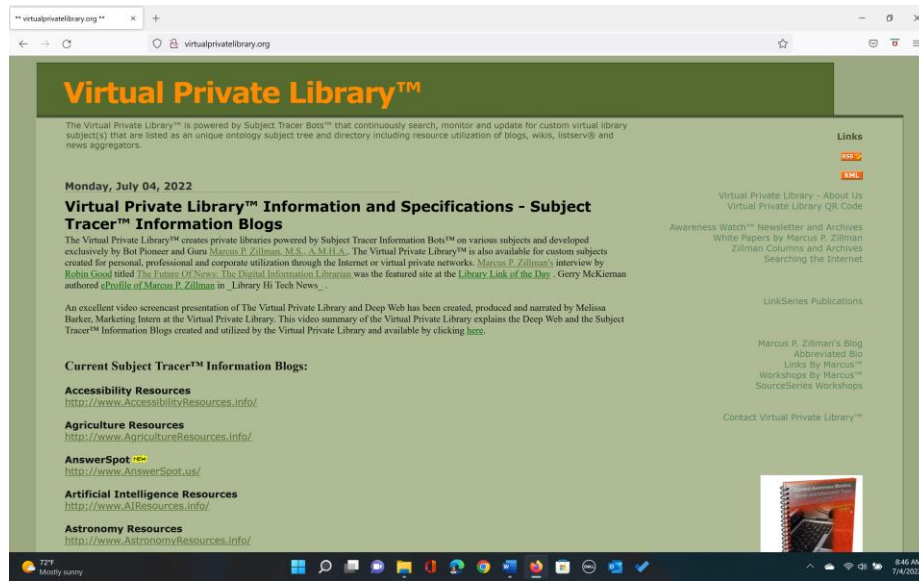 ** virtualprivatelibrary.org **
virtualprivatelibrary.org
Virtual Private Library™
The Virtual Private Library™ is powered by Subject Tracer Bots™ that continuously search, monitor and update for custom virtual library
subject(s) that are listed as an unique ontology subject tree and directory including resource utilization of blogs, wikis, listserv® and
news aggregators.
Links
RSS
XML
Monday, July 04, 2022
Virtual Private Library™ Information and Specifications - Subject
Tracer™ Information Blogs
The Virtual Private Library™ creates private libraries powered by Subject Tracer Information Bots™ on various subjects and developed
exclusively by Bot Pioneer and Guru Marcus P. Zillman, M.S., A.M.H.A.. The Virtual Private Library™ is also available for custom subjects
created for personal, professional and corporate utilization through the Internet or virtual private networks. Marcus P. Zillman's interview by
Robin Good titled The Future Of News: The Digital Information Librarian was the featured site at the Library Link of the Day . Gerry McKiernan
authored eProfile of Marcus P. Zillman in _Library Hi Tech News_ .
An excellent video screencast presentation of The Virtual Private Library and Deep Web has been created, produced and narrated by Melissa
Barker, Marketing Intern at the Virtual Private Library. This video summary of the Virtual Private Library explains the Deep Web and the Subject
Tracer™ Information Blogs created and utilized by the Virtual Private Library and available by clicking here.
Current Subject Tracer™ Information Blogs:
Accessibility Resources
http://www.AccessibilityResources.info/
Agriculture Resources
http://www.AgricultureResources.info/
AnswerSpot NEW
http://www.AnswerSpot.us/
Artificial Intelligence Resources
http://www.AIResources.info/
Astronomy Resources
http://www.AstronomyResources.info/
Virtual Private Library - About Us
Virtual Private Library QR Code
Awareness Watch™ Newsletter and Archives
White Papers by Marcus P. Zillman
Zillman Columns and Archives
Searching the Internet
LinkSeries Publications
Marcus P. Zillman's Blog
Abbreviated Bio
Links By Marcus™
Workshops By Marcus™
SourceSeries Workshops
Contact Virtual Private Library™
72°F
Mostly sunny
8:46 AM